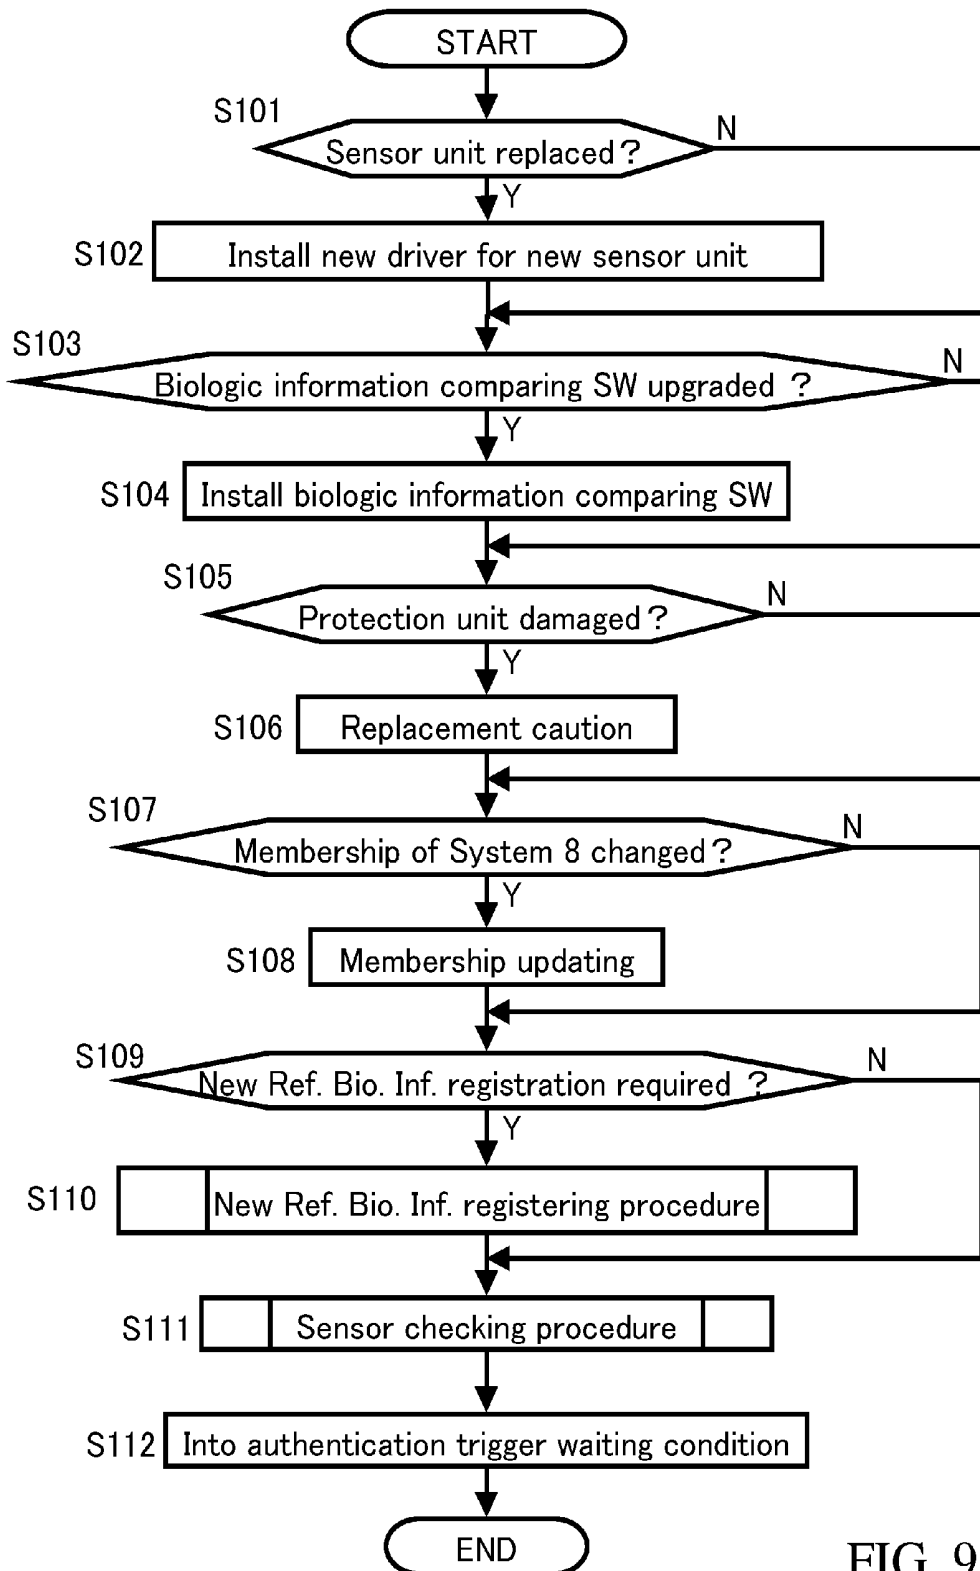 START
S101
Sensor unit replaced?
N
Y
S102
Install new driver for new sensor unit
S103
Biologic information comparing SW upgraded ?
N
Y
S104
Install biologic information comparing SW
S105
Protection unit damaged?
N
Y
S106
Replacement caution
S107
Membership of System 8 changed?
N
Y
S108
Membership updating
S109
New Ref. Bio. Inf. registration required ?
N
Y
S110
New Ref. Bio. Inf. registering procedure
S111
Sensor checking procedure
S112
Into authentication trigger waiting condition
END
FIG. 9